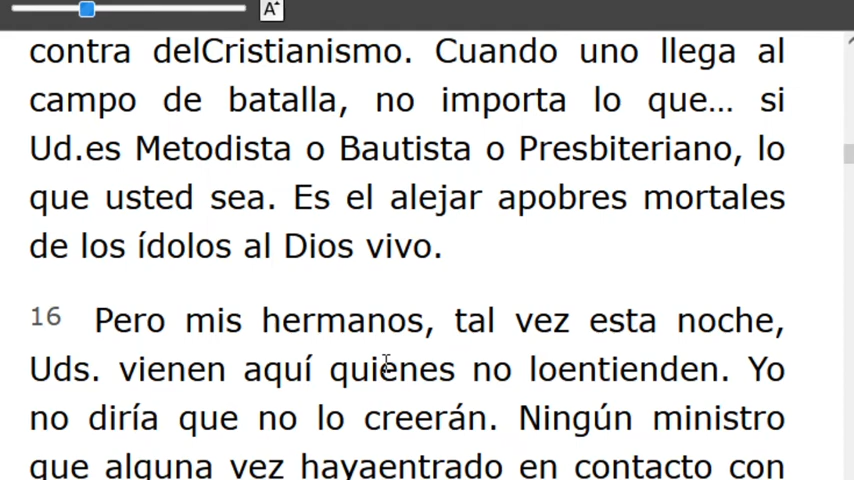 A
contra delCristianismo. Cuando uno llega al
campo de batalla, no importa lo que… si
Ud.es Metodista o Bautista o Presbiteriano, lo
que usted sea. Es el alejar apobres mortales
de los ídolos al Dios vivo.
16 Pero mis hermanos, tal vez esta noche,
Uds. vienen aquí quienes no loentienden. Yo
no diría que no lo creerán. Ningún ministro
que alguna vez hayaentrado en contacto con